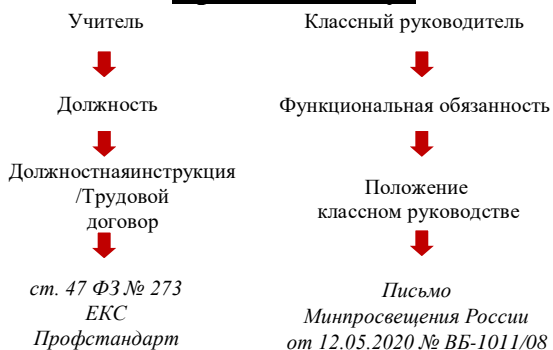 Учитель
Должность
Должностнаяинструкция
/Трудовой
договор
ст. 47 ФЗ № 273
ЕКС
Профстандарт
Классный руководитель
Функциональная обязанность
Положение
классном руководстве
Письмо
Минпросвещения России
от 12.05.2020 № ВБ-1011/08